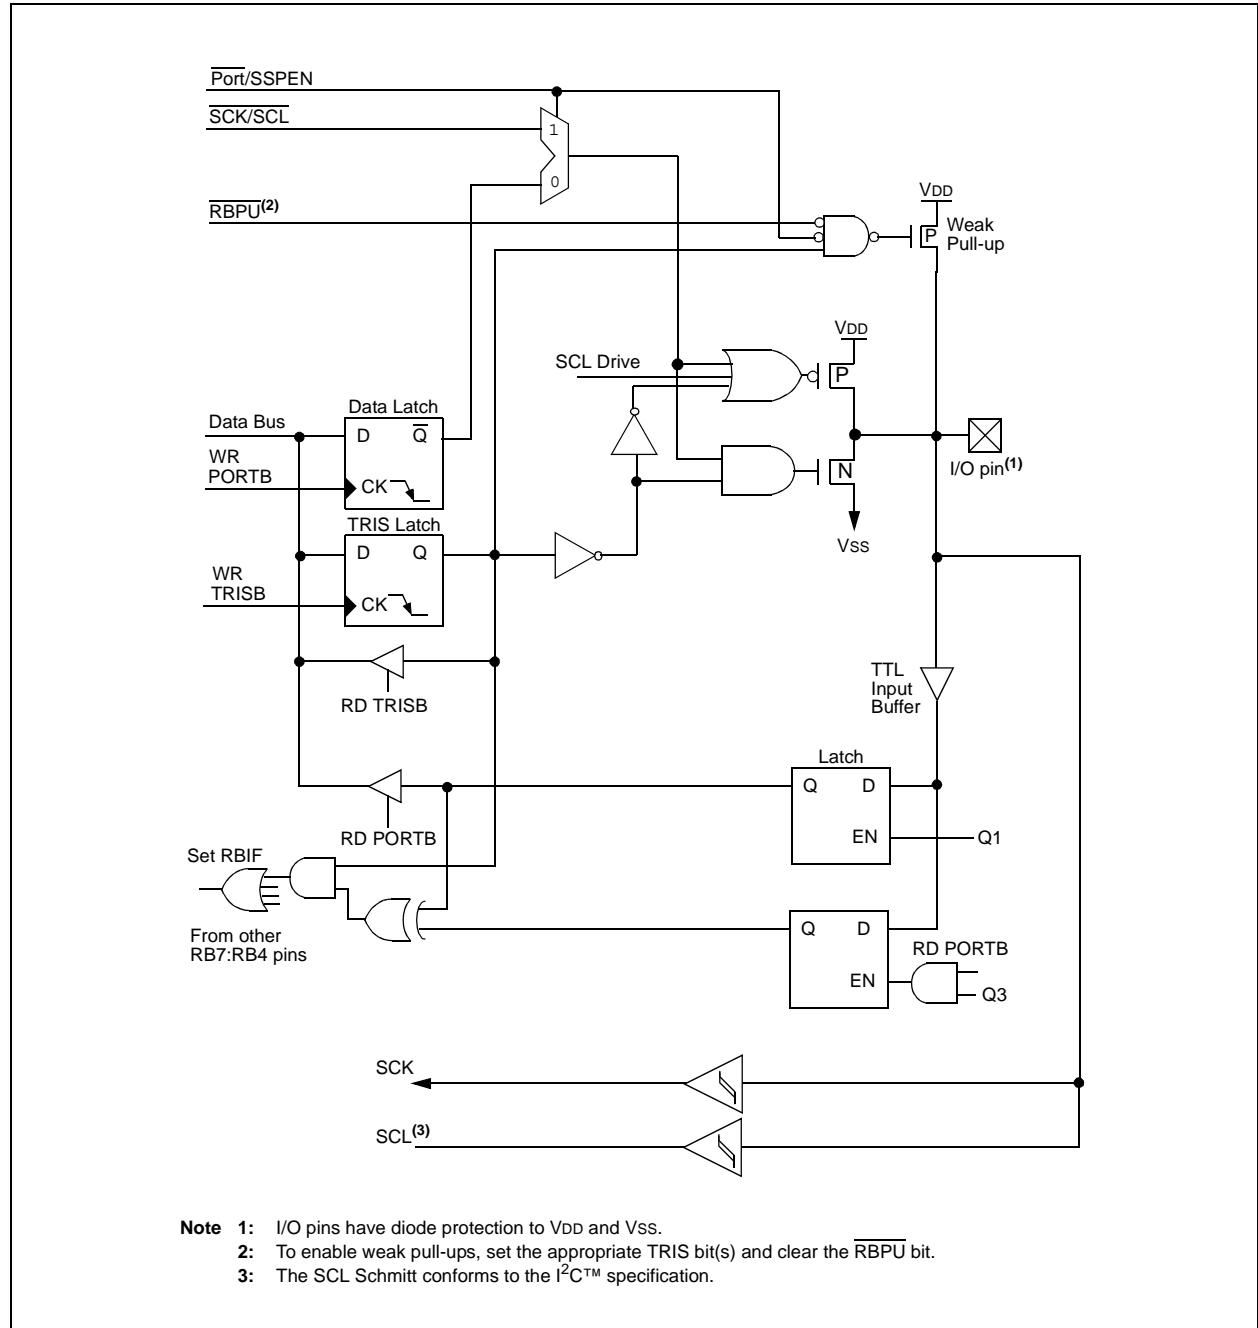 Port/SSPEN
SCK/SCL
1
0
RBPU(2)
VDD
P
Weak
Pull-up
VDD
SCL Drive
P
Data Bus
Data Latch
D Q
WR
PORTB
CK
N
I/O pin(1)
VSS
TRIS Latch
D Q
WR
TRISB
CK
RD TRISB
TTL
Input
Buffer
Latch
Q D
EN
Q1
RD PORTB
Set RBIF
From other
RB7:RB4 pins
Q D
EN
RD PORTB
Q3
SCK
SCL(3)
Note 1: I/O pins have diode protection to VDD and VSS.
2: To enable weak pull-ups, set the appropriate TRIS bit(s) and clear the RBPU bit.
3: The SCL Schmitt conforms to the I2C™ specification.